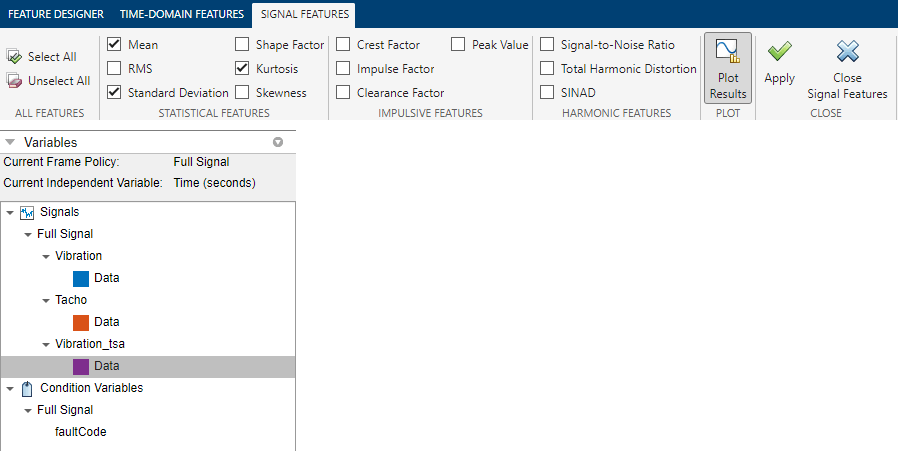 FEATURE DESIGNER TIME-DOMAIN FEATURES SIGNAL FEATURES
Select All
Unselect All
ALL FEATURES
Mean Shape Factor
RMS Kurtosis
Standard Deviation Skewness
STATISTICAL FEATURES
Crest Factor Peak Value
Impulse Factor
Clearance Factor
IMPULSIVE FEATURES
Signal-to-Noise Ratio
Total Harmonic Distortion
SINAD
HARMONIC FEATURES
Plot
Results
PLOT
Apply
Close
Signal Features
CLOSE
Variables
Current Frame Policy: Full Signal
Current Independent Variable: Time (seconds)
Signals
Full Signal
Vibration
Data
Tacho
Data
Vibration_tsa
Data
Condition Variables
Full Signal
faultCode